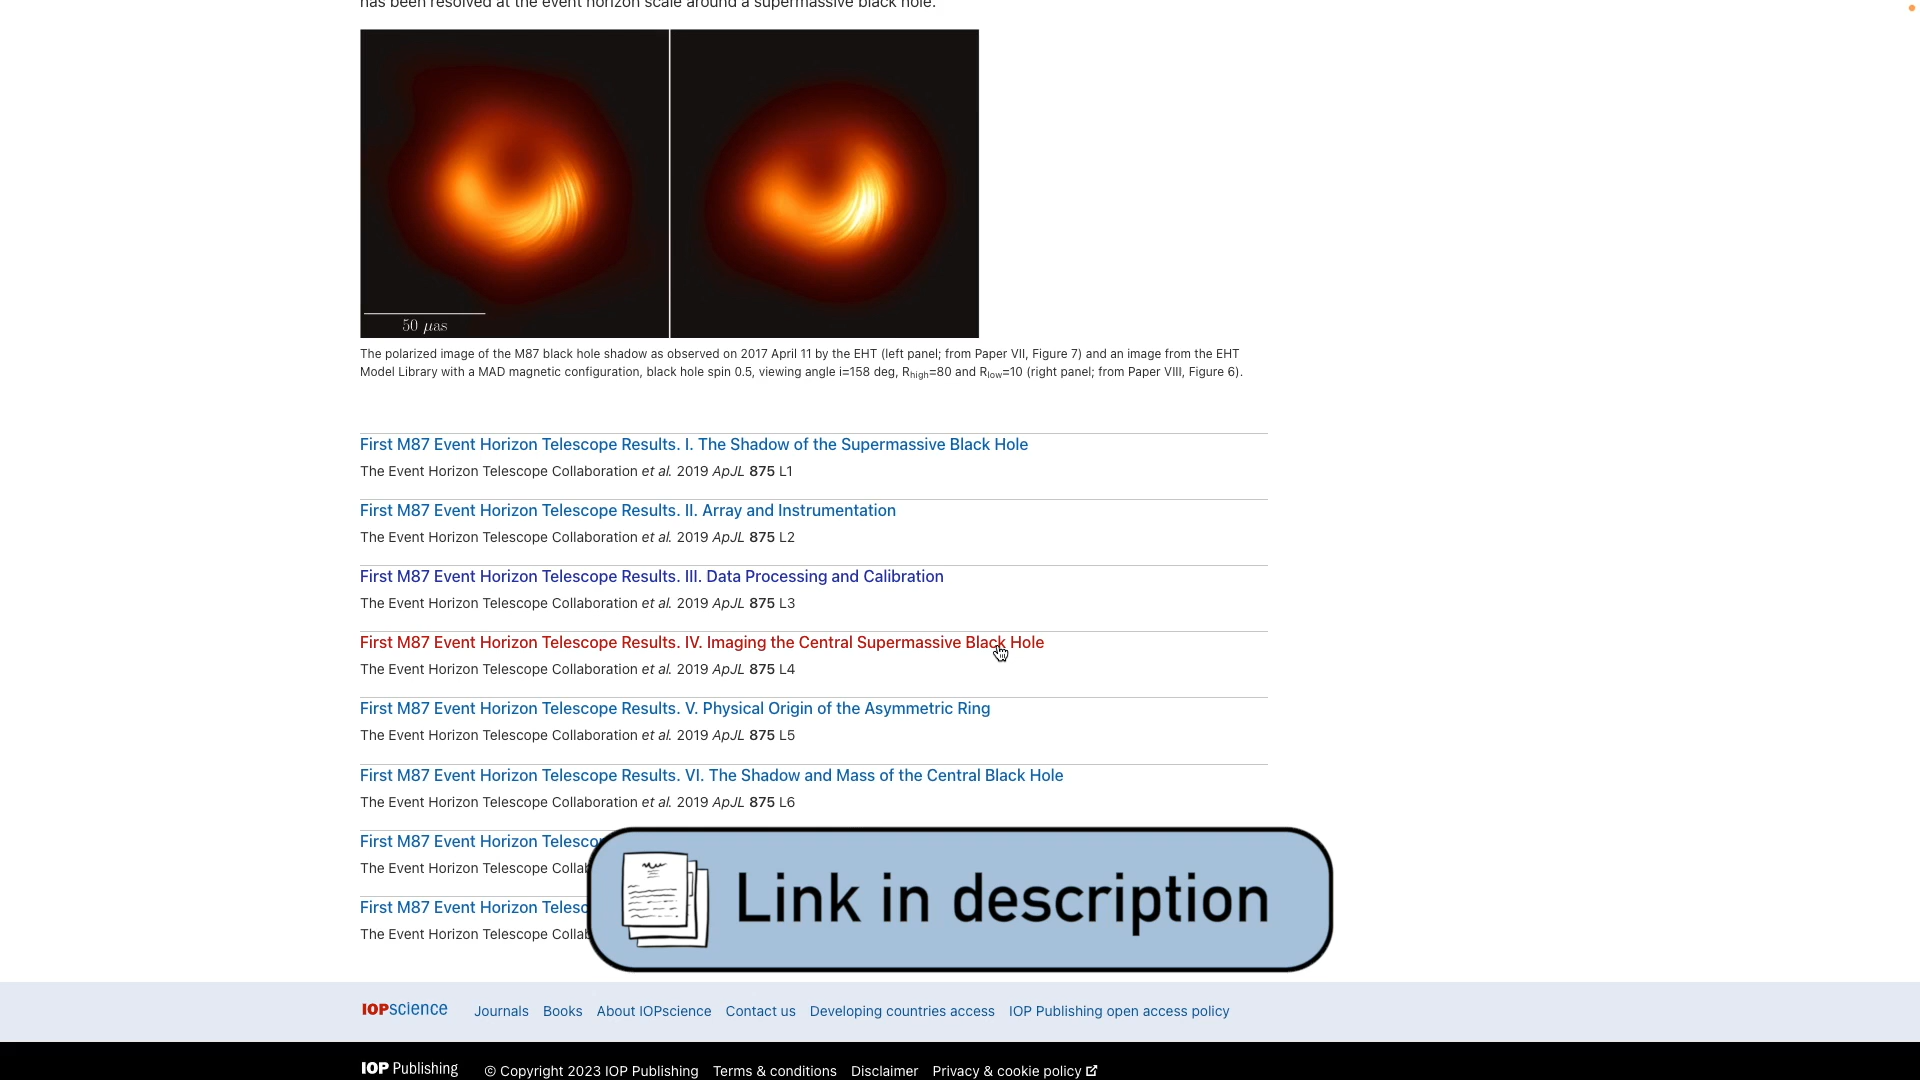 has been resolved at the event horizon scale around a supermassive black hole.
50 μas
The polarized image of the M87 black hole shadow as observed on 2017 April 11 by the EHT (left panel; from Paper VII, Figure 7) and an image from the EHT
Model Library with a MAD magnetic configuration, black hole spin 0.5, viewing angle i=158 deg, Rhigh=80 and Rlow=10 (right panel; from Paper VIII, Figure 6).
First M87 Event Horizon Telescope Results. I. The Shadow of the Supermassive Black Hole
The Event Horizon Telescope Collaboration et al. 2019 ApJL 875 L1
First M87 Event Horizon Telescope Results. II. Array and Instrumentation
The Event Horizon Telescope Collaboration et al. 2019 ApJL 875 L2
First M87 Event Horizon Telescope Results. III. Data Processing and Calibration
The Event Horizon Telescope Collaboration et al. 2019 ApJL 875 L3
First M87 Event Horizon Telescope Results. IV. Imaging the Central Supermassive Black Hole
The Event Horizon Telescope Collaboration et al. 2019 ApJL 875 L4
First M87 Event Horizon Telescope Results. V. Physical Origin of the Asymmetric Ring
The Event Horizon Telescope Collaboration et al. 2019 ApJL 875 L5
First M87 Event Horizon Telescope Results. VI. The Shadow and Mass of the Central Black Hole
The Event Horizon Telescope Collaboration et al. 2019 ApJL 875 L6
First M87 Event Horizon
The Event Horizon Telescope
First M87 Event Horizon
The Event Horizon Telescope
Link in description
IOPscience Journals Books About IOPscience Contact us Developing countries access IOP Publishing open access policy
IOP Publishing © Copyright 2023 IOP Publishing Terms & conditions Disclaimer Privacy & cookie policy